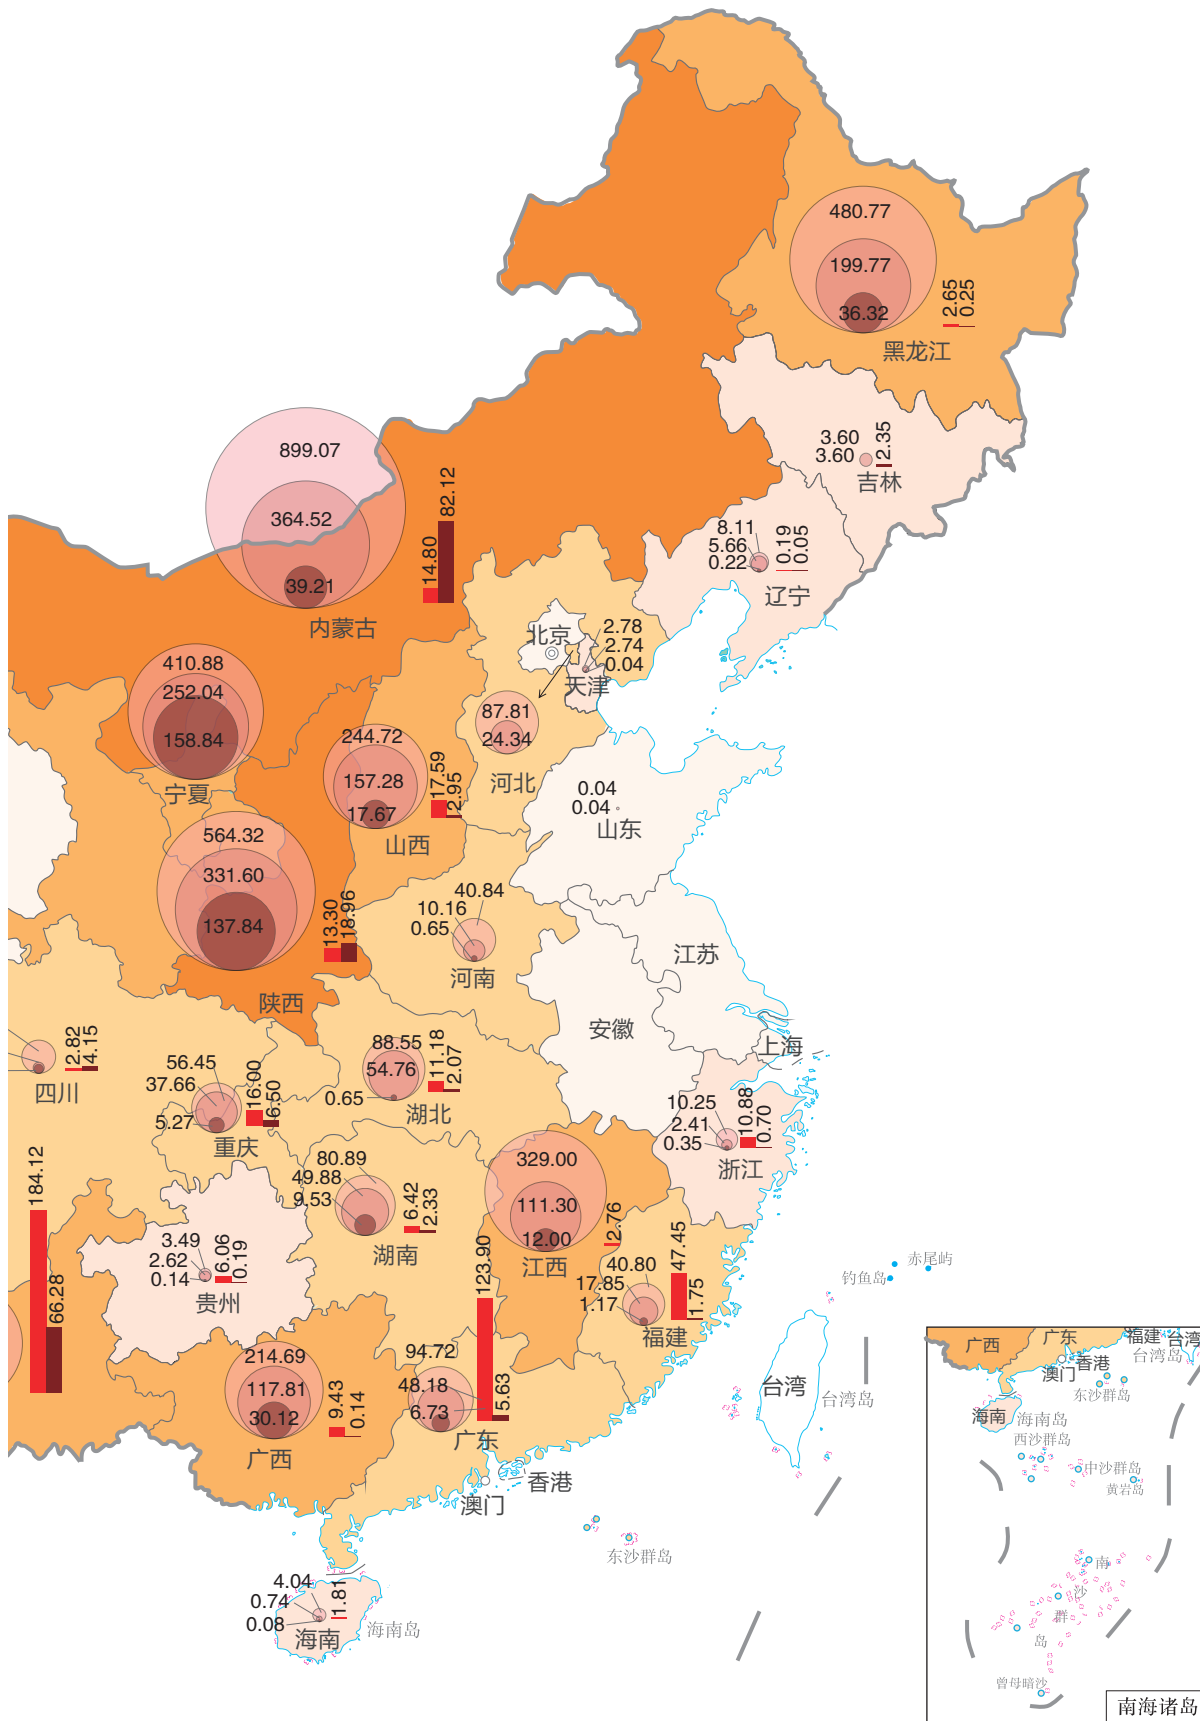 480.77
199.77
36.32
2.65
0.25
黑龙江
3.60
3.60
2.35
吉林
8.11
5.66
0.22
0.19
0.05
辽宁
899.07
364.52
39.21
14.80
82.12
内蒙古
北京
2.78
2.74
0.04
天津
410.88
252.04
158.84
宁夏
244.72
157.28
17.67
17.59
2.95
山西
87.81
24.34
河北
0.04
0.04
山东
564.32
331.60
137.84
13.30
18.96
陕西
40.84
10.16
0.65
河南
江苏
安徽
上海
2.82
4.15
四川
56.45
37.66
5.27
16.00
6.50
重庆
88.55
54.76
0.65
11.18
2.07
湖北
10.25
2.41
0.35
10.88
0.70
浙江
184.12
66.28
80.89
49.88
9.53
6.42
2.33
湖南
329.00
111.30
12.00
2.76
江西
3.49
2.62
0.14
6.06
0.19
贵州
40.80
17.85
1.17
47.45
1.75
福建
钓鱼岛
赤尾屿
214.69
117.81
30.12
9.43
0.14
广西
94.72
48.18
6.73
123.90
5.63
广东
台湾
台湾岛
香港
澳门
东沙群岛
4.04
0.74
0.08
1.81
海南
海南岛
广西
广东
福建
台湾
台湾岛
香港
澳门
东沙群岛
海南
海南岛
西沙群岛
中沙群岛
黄岩岛
南
沙
群
岛
曾母暗沙
南海诸岛